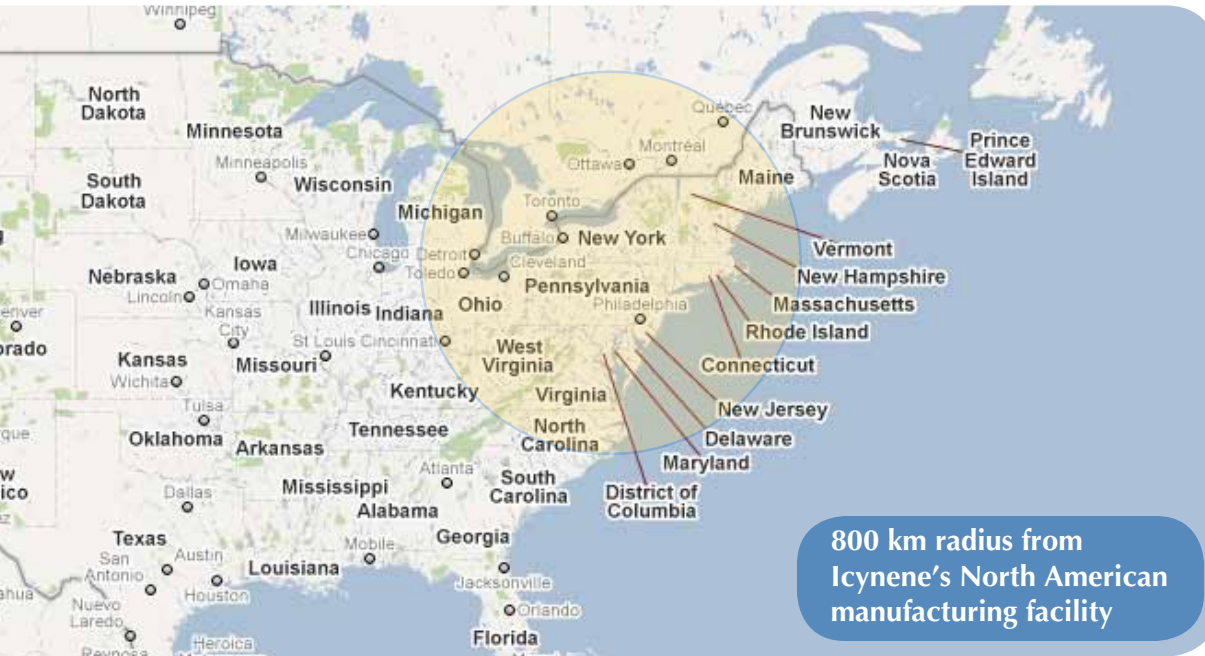 Winnipeg
North
Dakota
Minnesota
Minneapolis
Wisconsin
South
Dakota
Michigan
Milwaukee
Chicago
Detroit
Toledo
Iowa
Nebraska
Omaha
Lincoln
Illinois
Indiana
Ohio
Kansas
City
St Louis
Cincinnati
Kansas
Missouri
Wichita
Kentucky
Tulsa
Oklahoma
Arkansas
Tennessee
Atlanta
Mississippi
Alabama
Dallas
Georgia
Texas
Austin
San
Antonio
Houston
Louisiana
Mobile
Jacksonville
Orlando
Florida
Nuevo
Laredo
Heroica
Québec
Montréal
Ottawa
Toronto
Buffalo
New York
Cleveland
Pennsylvania
Philadelphia
West
Virginia
Virginia
North
Carolina
South
Carolina
Maine
New
Brunswick
Nova
Scotia
Prince
Edward
Island
Vermont
New Hampshire
Massachusetts
Rhode Island
Connecticut
New Jersey
Delaware
Maryland
District of
Columbia
800 km radius from
Icynene's North American
manufacturing facility